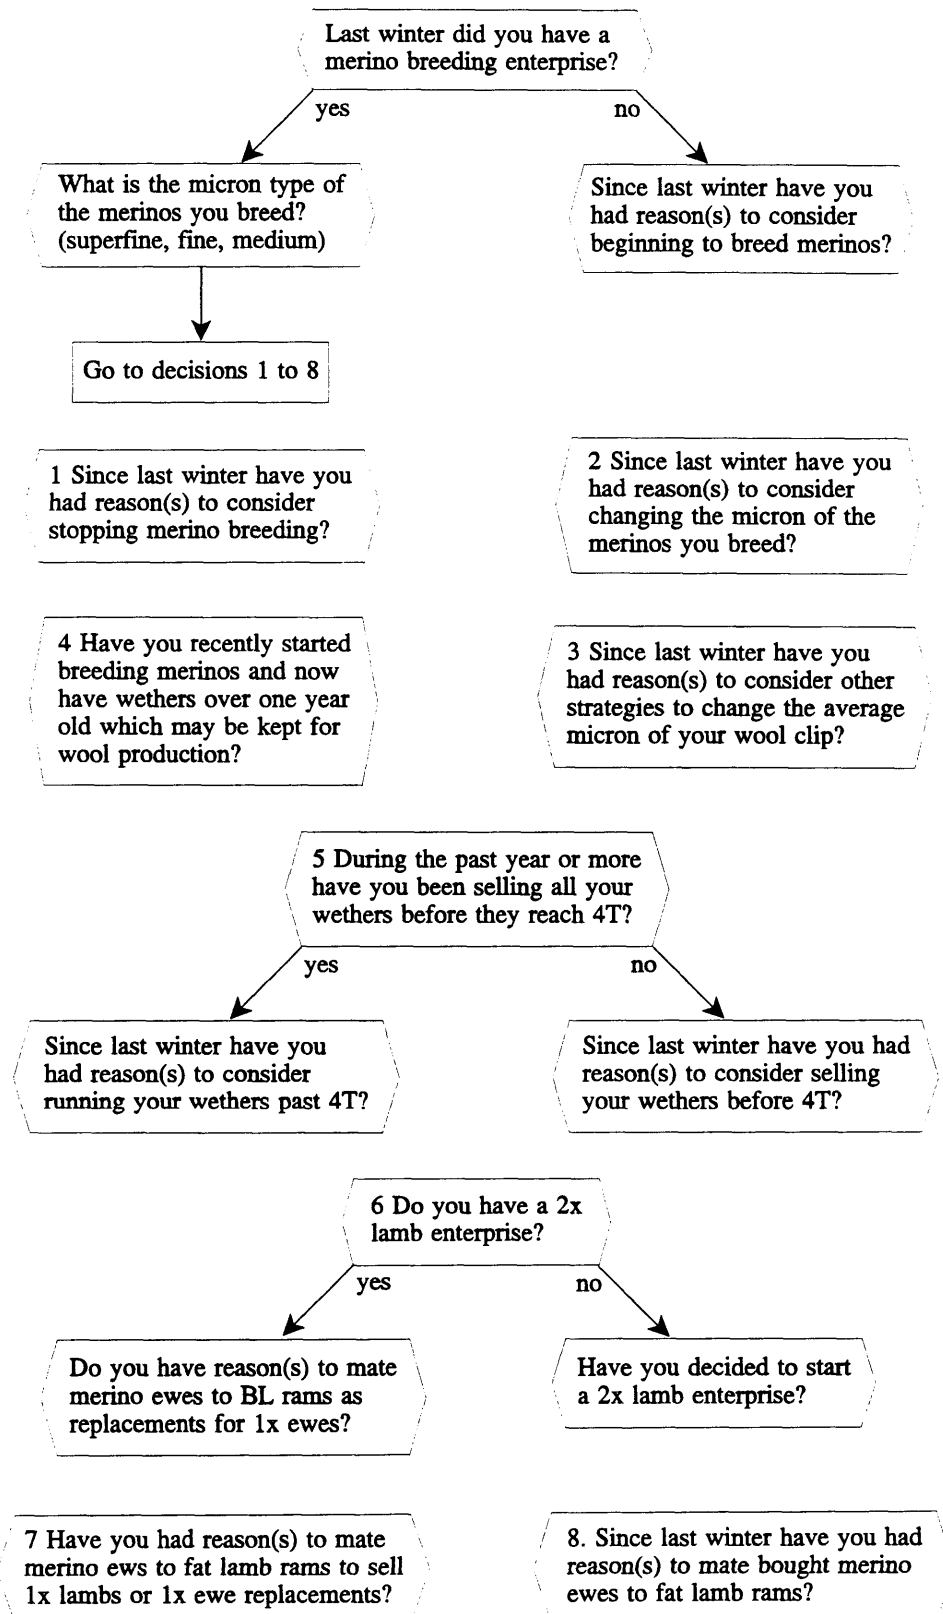 Last winter did you have a
merino breeding enterprise?
yes
no
What is the micron type of
the merinos you breed?
(superfine, fine, medium)
Since last winter have you
had reason(s) to consider
beginning to breed merinos?
Go to decisions 1 to 8
1 Since last winter have you
had reason(s) to consider
stopping merino breeding?
2 Since last winter have you
had reason(s) to consider
changing the micron of the
merinos you breed?
4 Have you recently started
breeding merinos and now
have wethers over one year
old which may be kept for
wool production?
3 Since last winter have you
had reason(s) to consider other
strategies to change the average
micron of your wool clip?
5 During the past year or more
have you been selling all your
wethers before they reach 4T?
yes
no
Since last winter have you
had reason(s) to consider
running your wethers past 4T?
Since last winter have you had
reason(s) to consider selling
your wethers before 4T?
6 Do you have a 2x
lamb enterprise?
yes
no
Do you have reason(s) to mate
merino ewes to BL rams as
replacements for 1x ewes?
Have you decided to start
a 2x lamb enterprise?
7 Have you had reason(s) to mate
merino ews to fat lamb rams to sell
1x lambs or 1x ewe replacements?
8. Since last winter have you had
reason(s) to mate bought merino
ewes to fat lamb rams?